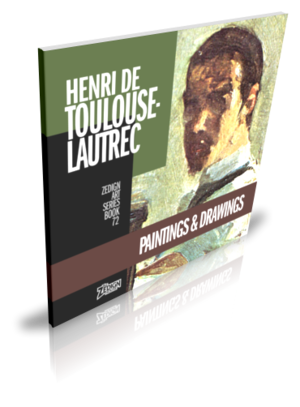 HENRI DE
TOULOUSE-
LAUTREC
ZEDIGN
ART
SERIES
BOOK
72
PAINTINGS & DRAWINGS